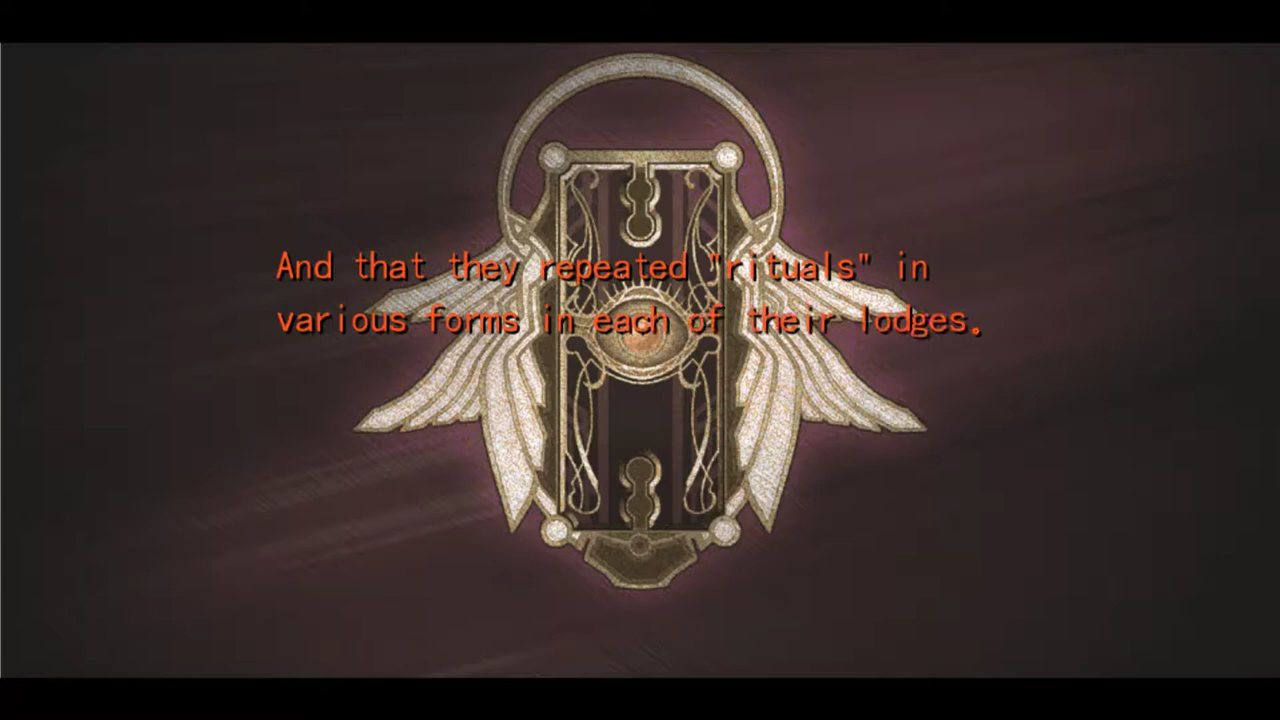 And that they repeated "rituals" in
various forms in each of their lodges.